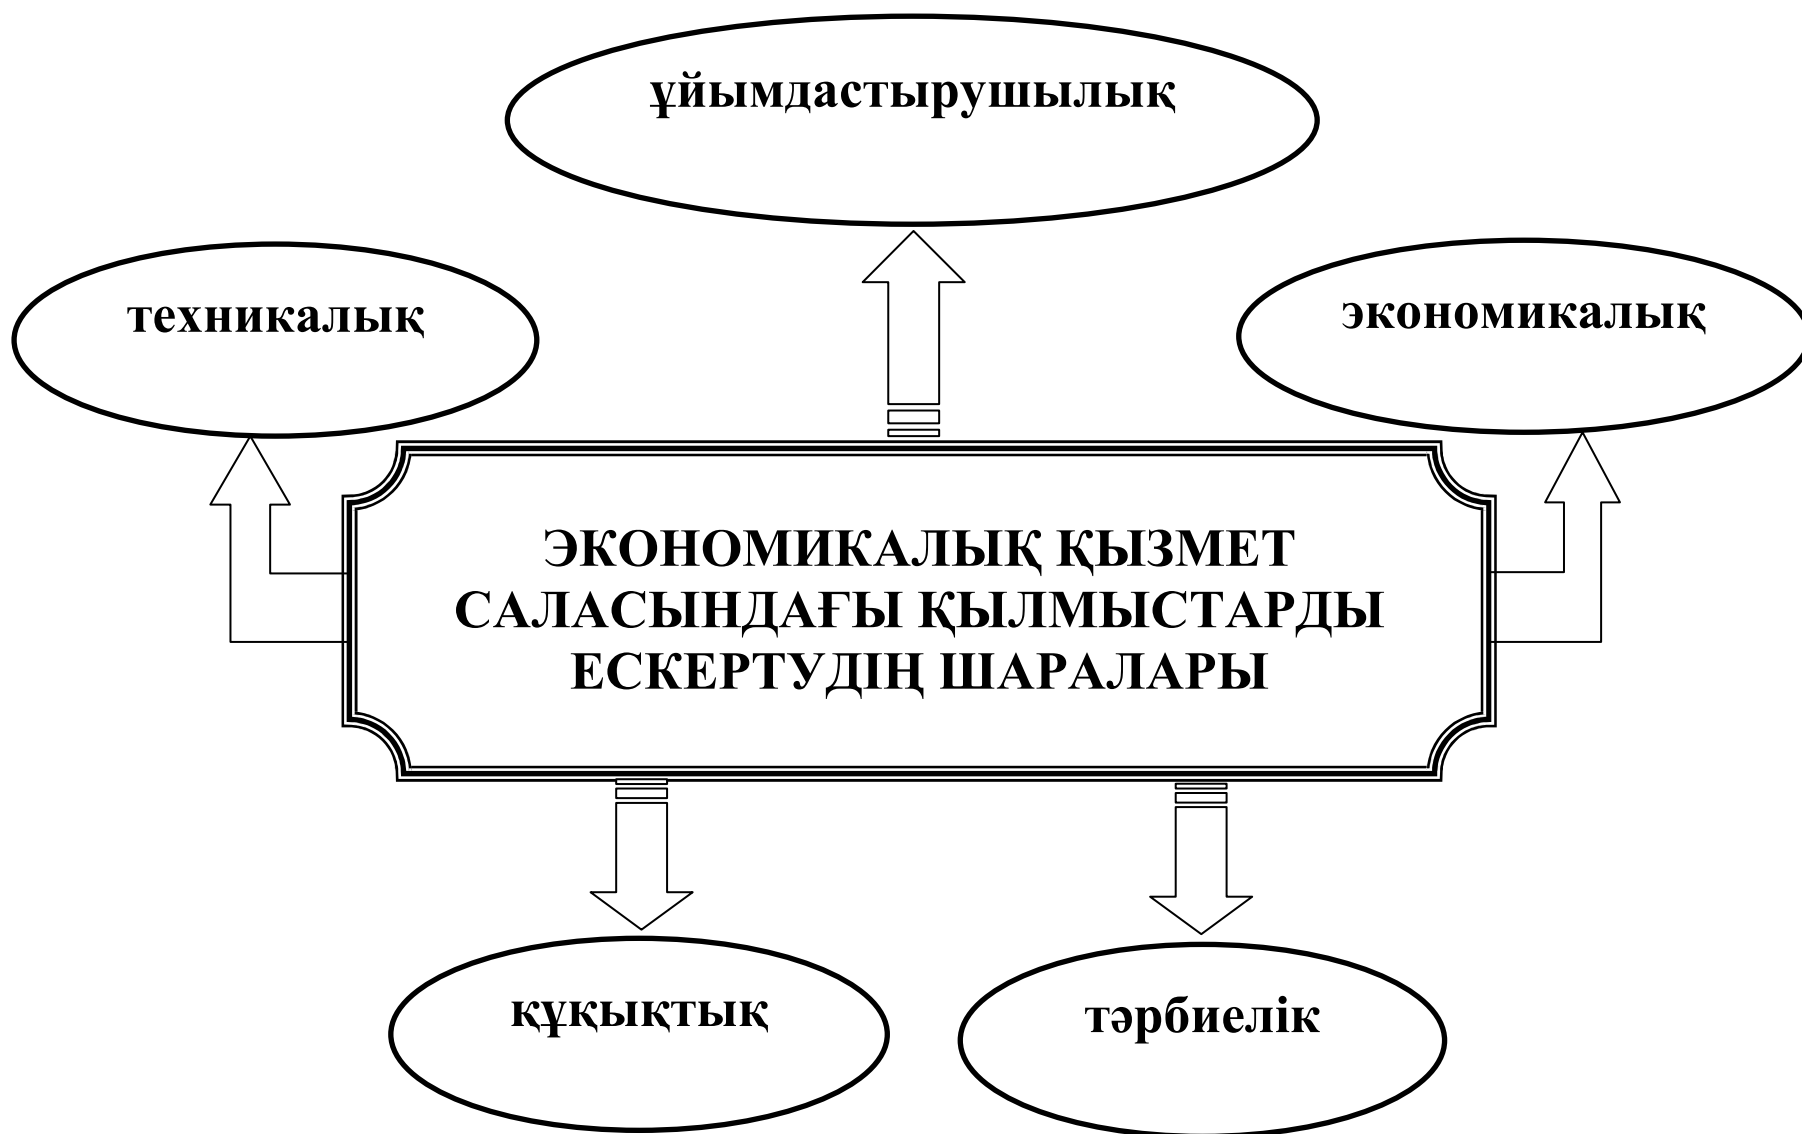 ұйымдастырушылық
техникалық
экономикалық
ЭКОНОМИКАЛЫҚ ҚЫЗМЕТ
САЛАСЫНДАҒЫ ҚЫЛМЫСТАРДЫ
ЕСКЕРТУДІҢ ШАРАЛАРЫ
құқықтық
тәрбиелік